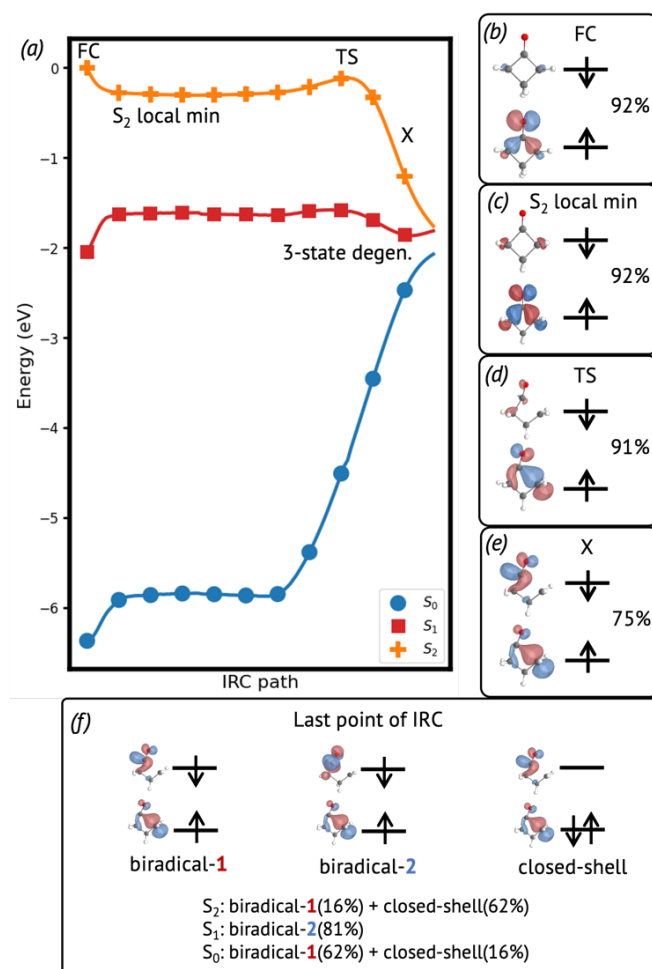 (a)
FC
TS
S₂ local min
X
3-state degen.
0
−1
−2
−3
−4
−5
−6
Energy (eV)
IRC path
S₀
S₁
S₂
(b)
FC
92%
(c)
S₂ local min
92%
(d)
TS
91%
(e)
X
75%
(f)
Last point of IRC
biradical-1
biradical-2
closed-shell
S₂: biradical-1(16%) + closed-shell(62%)
S₁: biradical-2(81%)
S₀: biradical-1(62%) + closed-shell(16%)